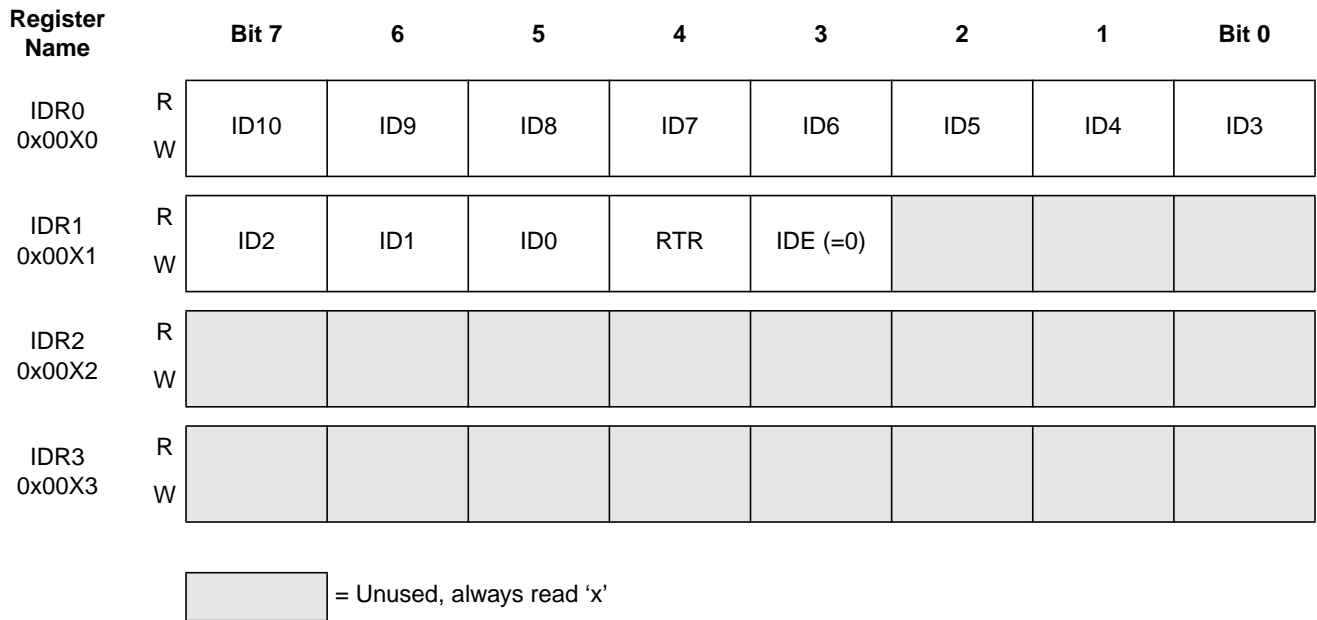 Register Name Bit 7 6 5 4 3 2 1 Bit 0
IDR0 0x00X0 R W ID10 ID9 ID8 ID7 ID6 ID5 ID4 ID3
IDR1 0x00X1 R W ID2 ID1 ID0 RTR IDE (=0)
IDR2 0x00X2 R W
IDR3 0x00X3 R W
= Unused, always read ‘x’